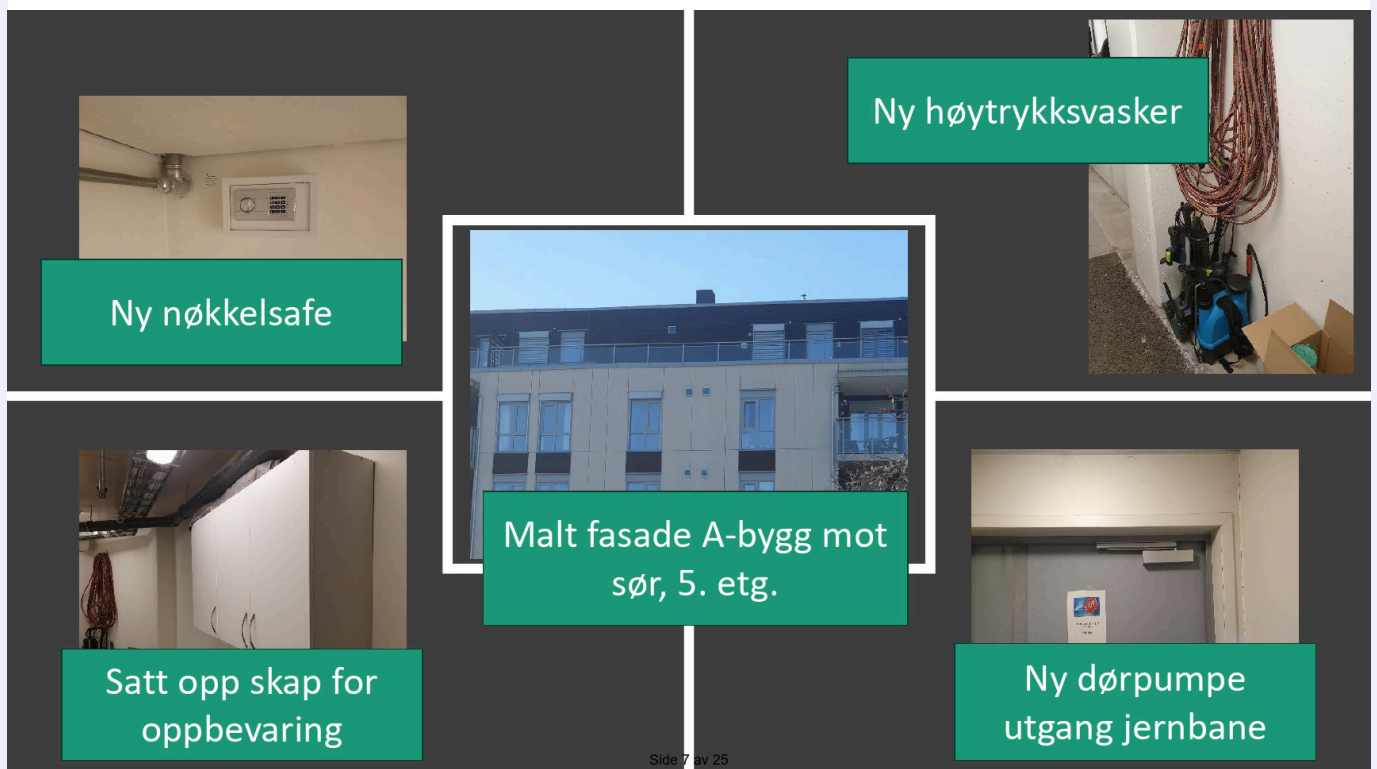 Ny høytrykksvasker
Ny nøkkelsafe
Malt fasade A-bygg mot
sør, 5. etg.
Satt opp skap for
oppbevaring
Ny dørpumpe
utgang jernbane
Side 7 av 25